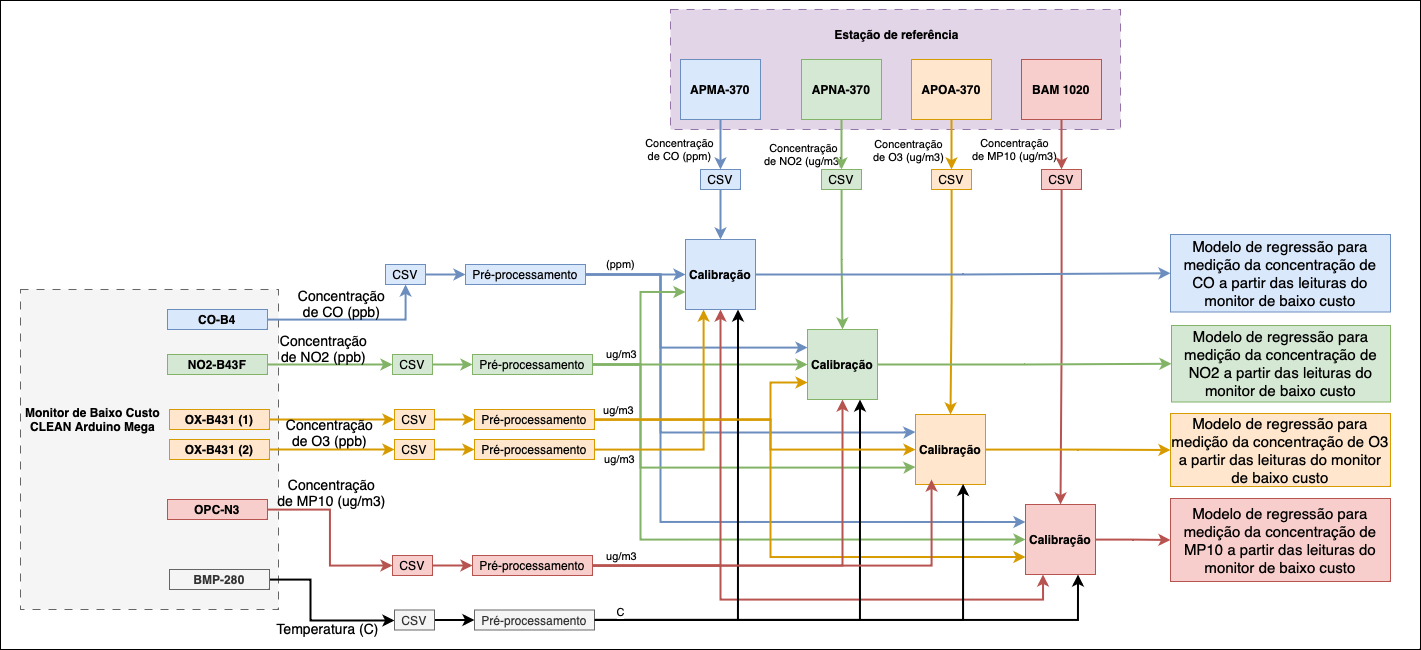 Estação de referência
APMA-370
APNA-370
APOA-370
BAM 1020
Concentração
de CO (ppm)
Concentração
de NO2 (ug/m3)
Concentração
de O3 (ug/m3)
Concentração
de MP10 (ug/m3)
CSV
CSV
CSV
CSV
Monitor de Baixo Custo
CLEAN Arduino Mega
CO-B4
Concentração
de CO (ppb)
CSV
Pré-processamento
(ppm)
Calibração
Modelo de regressão para
medição da concentração de
CO a partir das leituras do
monitor de baixo custo
NO2-B43F
Concentração
de NO2 (ppb)
CSV
Pré-processamento
ug/m3
Calibração
Modelo de regressão para
medição da concentração de
NO2 a partir das leituras do
monitor de baixo custo
OX-B431 (1)
CSV
Pré-processamento
ug/m3
Concentração
de O3 (ppb)
OX-B431 (2)
CSV
Pré-processamento
ug/m3
Calibração
Modelo de regressão para
medição da concentração de O3
a partir das leituras do monitor
de baixo custo
OPC-N3
Concentração
de MP10 (ug/m3)
CSV
Pré-processamento
ug/m3
Calibração
Modelo de regressão para
medição da concentração de
MP10 a partir das leituras do
monitor de baixo custo
BMP-280
Temperatura (C)
CSV
Pré-processamento
C